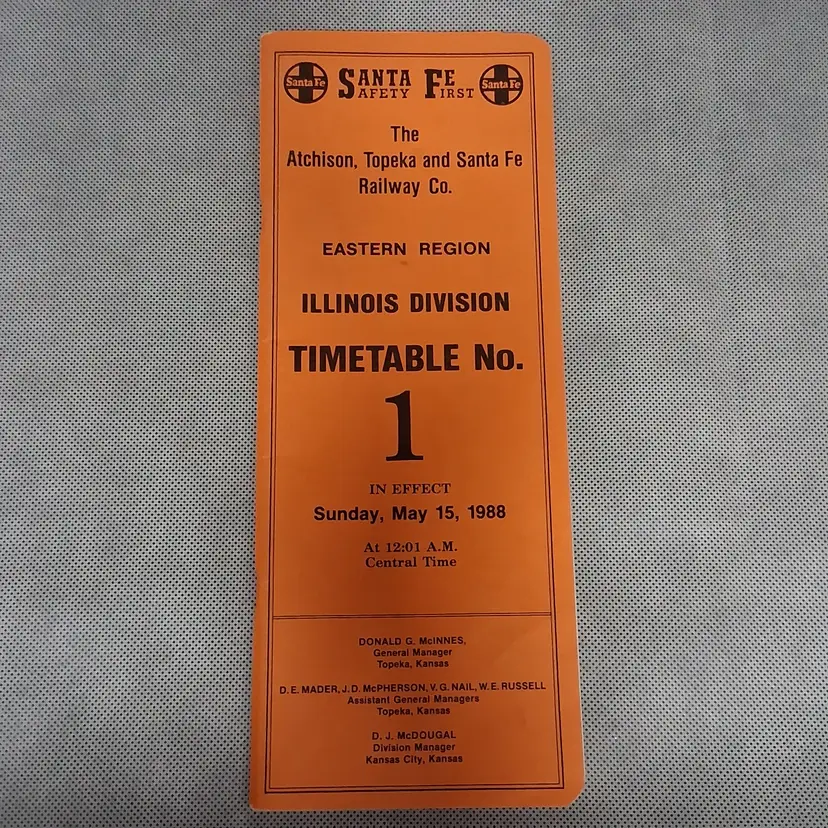 Santa Fe SANTA FE Santa Fe
SAFETY FIRST
The
Atchison, Topeka and Santa Fe
Railway Co.
EASTERN REGION
ILLINOIS DIVISION
TIMETABLE No.
1
IN EFFECT
Sunday, May 15, 1988
At 12:01 A.M.
Central Time
DONALD G. McINNES,
General Manager
Topeka, Kansas
D. E. MADER, J. D. McPHERSON, V. G. NAIL, W. E. RUSSELL
Assistant General Managers
Topeka, Kansas
D. J. McDOUGAL
Division Manager
Kansas City, Kansas